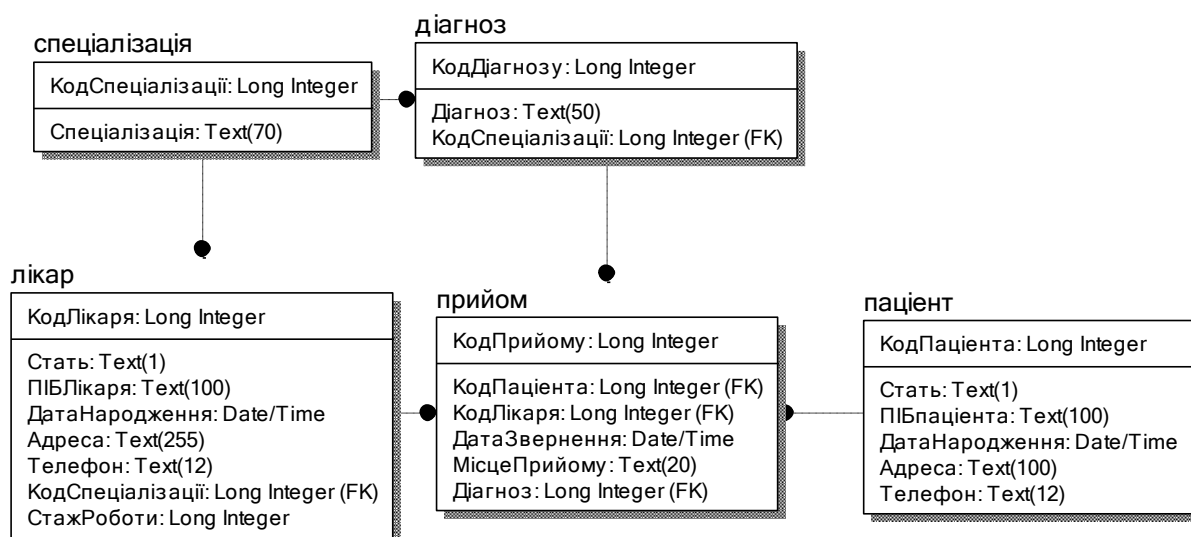 спеціалізація
КодСпеціалізації: Long Integer
Спеціалізація: Text(70)
діагноз
КодДіагнозу: Long Integer
Діагноз: Text(50)
КодСпеціалізації: Long Integer (FK)
лікар
КодЛікаря: Long Integer
Стать: Text(1)
ПІБЛікаря: Text(100)
ДатаНародження: Date/Time
Адреса: Text(255)
Телефон: Text(12)
КодСпеціалізації: Long Integer (FK)
СтажРоботи: Long Integer
прийом
КодПрийому: Long Integer
КодПаціента: Long Integer (FK)
КодЛікаря: Long Integer (FK)
ДатаЗвернення: Date/Time
МісцеПрийому: Text(20)
Діагноз: Long Integer (FK)
паціент
КодПаціента: Long Integer
Стать: Text(1)
ПІБпаціента: Text(100)
ДатаНародження: Date/Time
Адреса: Text(100)
Телефон: Text(12)